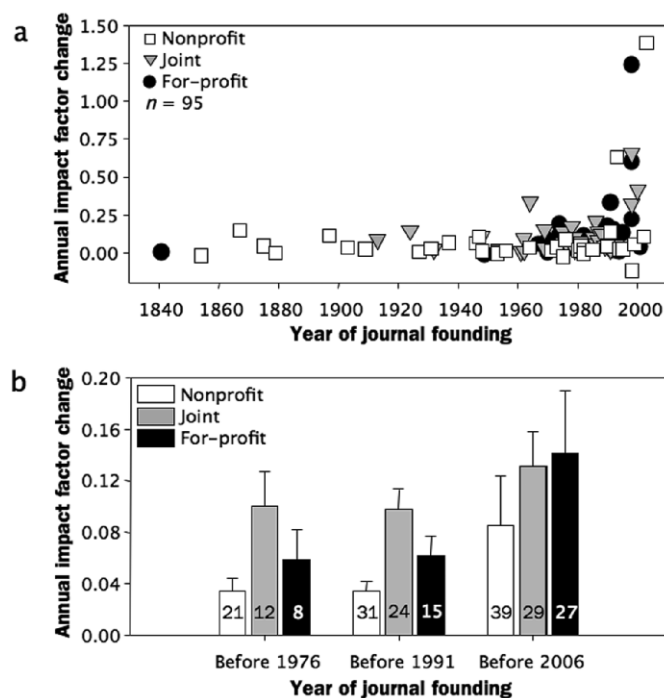 a
Nonprofit
Joint
For-profit
n = 95
Annual impact factor change
1.50
1.25
1.00
0.75
0.50
0.25
0.00
1840 1860 1880 1900 1920 1940 1960 1980 2000
Year of journal founding
b
Nonprofit
Joint
For-profit
Annual impact factor change
0.20
0.16
0.12
0.08
0.04
0.00
21 12 8 31 24 15 39 29 27
Before 1976 Before 1991 Before 2006
Year of journal founding